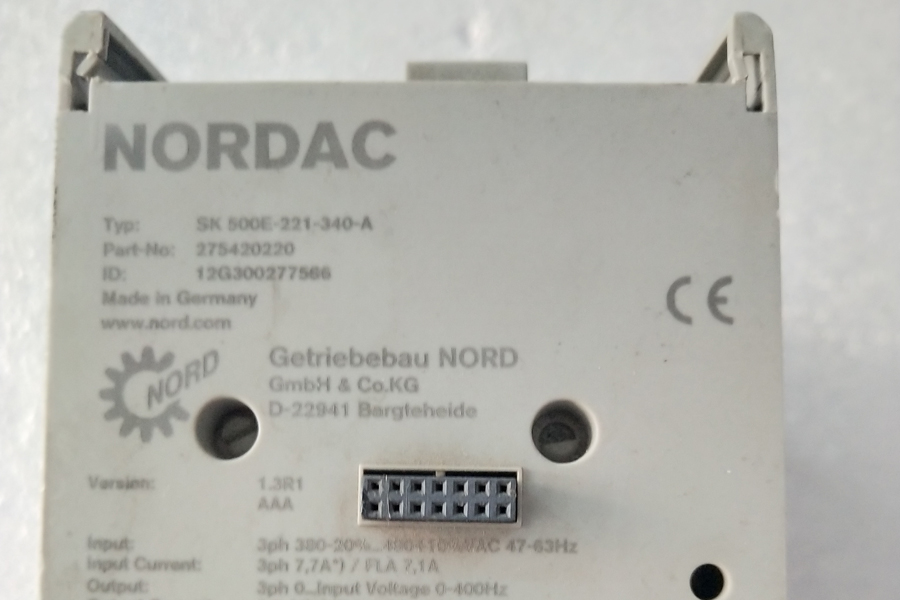 NORDAC
Typ: SK 500E-221-340-A
Part-No: 275420220
ID: 12G300277566
Made in Germany
www.nord.com
CE
NORD
Getriebebau NORD
GmbH & Co.KG
D-22941 Bargteheide
Version: 1.3R1
AAA
Input: 3ph 380-20%...480+10%VAC 47-63Hz
Input Current: 3ph 7,7A*) / FLA 7,1A
Output: 3ph 0...Input Voltage 0-400Hz